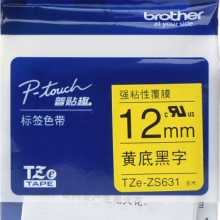 brother
at your side
P-touch
普贴趣
标签色带
TZe
TAPE
强粘性覆膜
12mm
黄底黑字
TZe-ZS631